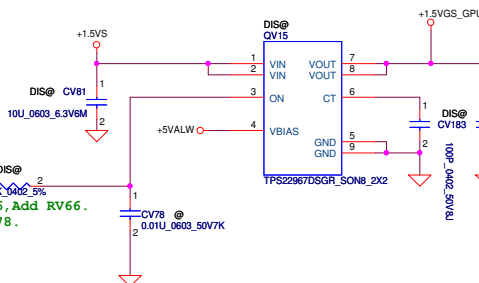 +1.5VS
DIS@
QV15
+1.5VGS_GPU
1 VIN VOUT 7
2 VIN VOUT 8
3 ON CT 6
4 VBIAS
GND 5
GND 9
TPS22967DSGR_SON8_2X2
DIS@ CV81 1
10U_0603_6.3V6M
2
+5VALW
1
DIS@
CV183
2
100P_0402_50V8J
DIS@
2
_0402_5%
,Add RV66.
78.
1
CV78 @
0.01U_0603_50V7K
2